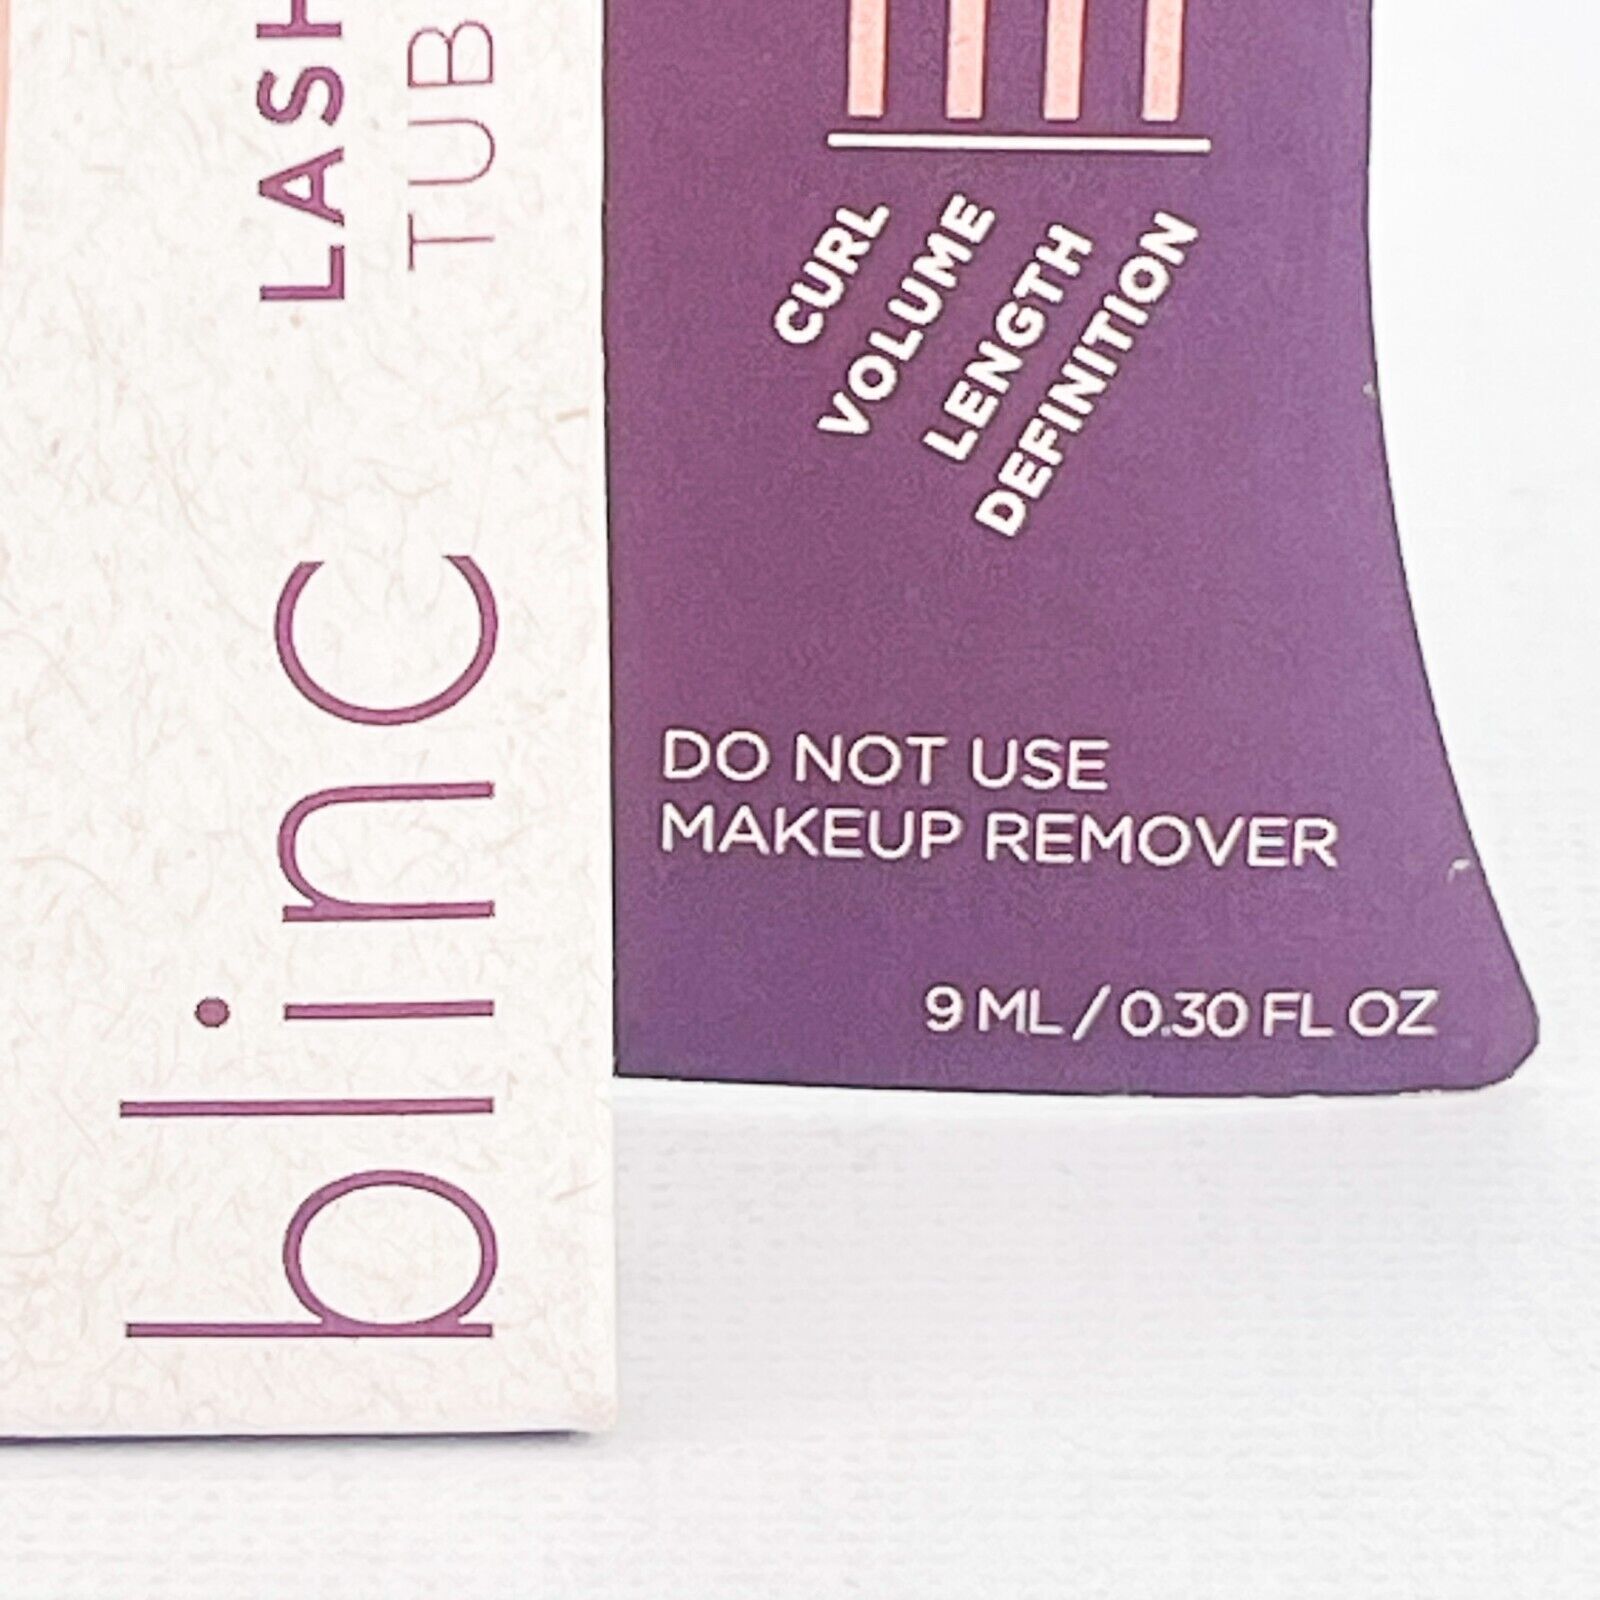 LASH
TUB
blinc
CURL
VOLUME
LENGTH
DEFINITION
DO NOT USE
MAKEUP REMOVER
9 ML / 0.30 FL OZ